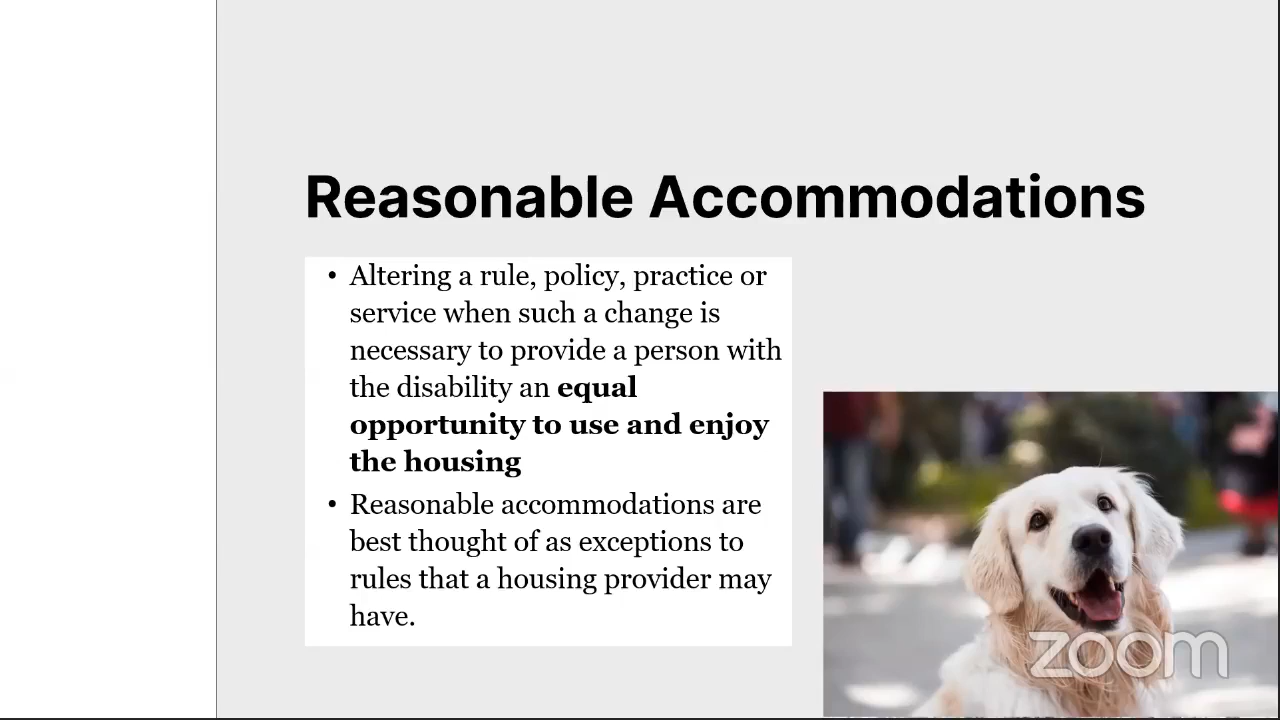 Reasonable Accommodations
• Altering a rule, policy, practice or
service when such a change is
necessary to provide a person with
the disability an equal
opportunity to use and enjoy
the housing
• Reasonable accommodations are
best thought of as exceptions to
rules that a housing provider may
have.
zoom